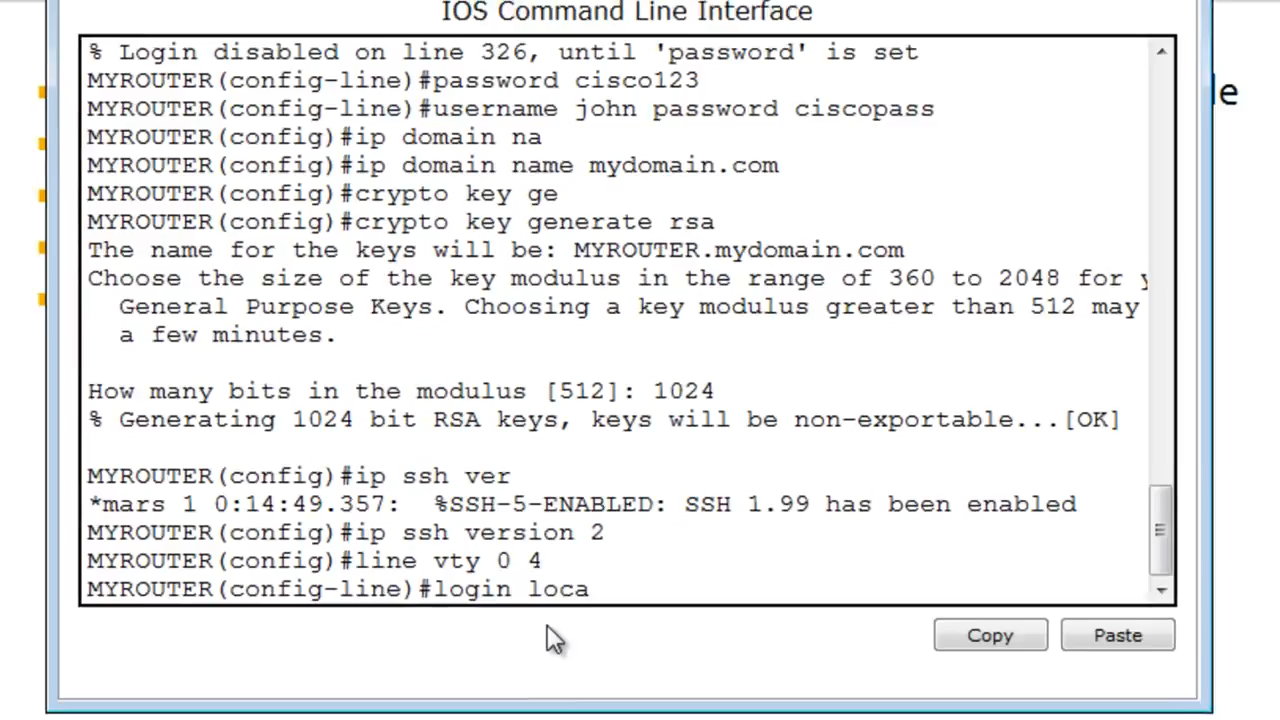 IOS Command Line Interface
% Login disabled on line 326, until 'password' is set
MYROUTER(config-line)#password cisco123
MYROUTER(config-line)#username john password ciscopass
MYROUTER(config)#ip domain na
MYROUTER(config)#ip domain name mydomain.com
MYROUTER(config)#crypto key ge
MYROUTER(config)#crypto key generate rsa
The name for the keys will be: MYROUTER.mydomain.com
Choose the size of the key modulus in the range of 360 to 2048 for y
General Purpose Keys. Choosing a key modulus greater than 512 may
a few minutes.
How many bits in the modulus [512]: 1024
% Generating 1024 bit RSA keys, keys will be non-exportable...[OK]
MYROUTER(config)#ip ssh ver
*mars 1 0:14:49.357: %SSH-5-ENABLED: SSH 1.99 has been enabled
MYROUTER(config)#ip ssh version 2
MYROUTER(config)#line vty 0 4
MYROUTER(config-line)#login loca
Copy Paste